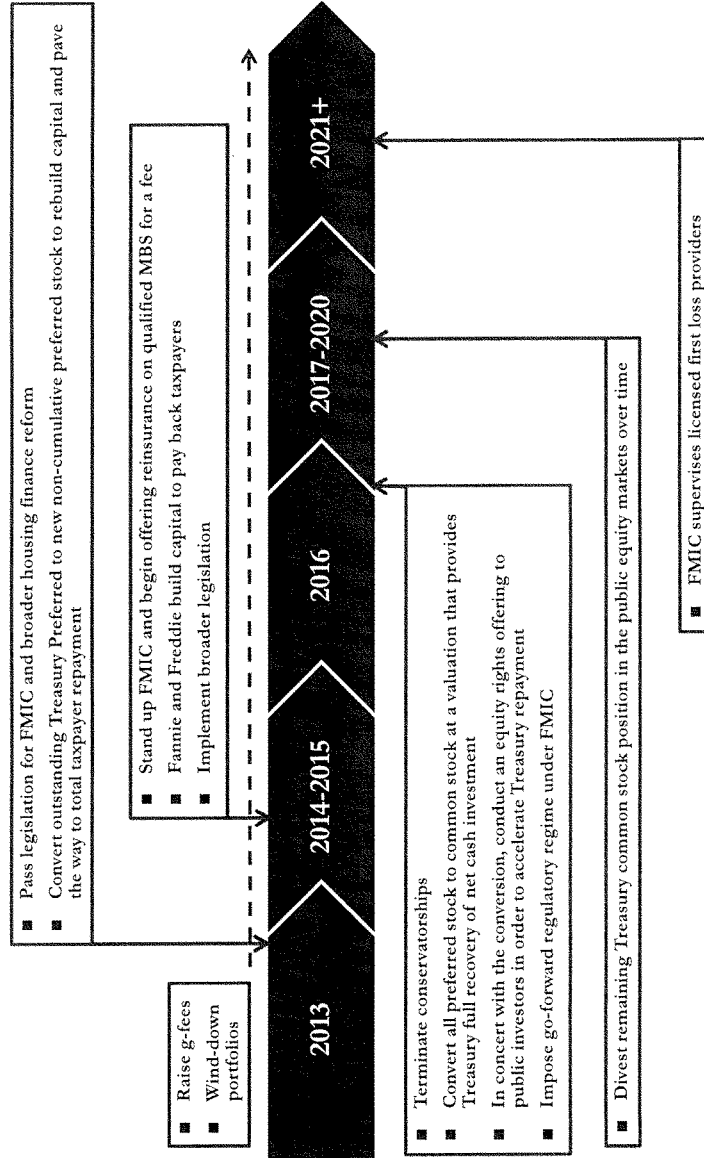 Pass legislation for FMIC and broader housing finance reform
Convert outstanding Treasury Preferred to new non-cumulative preferred stock to rebuild capital and pave
the way to total taxpayer repayment
Stand up FMIC and begin offering reinsurance on qualified MBS for a fee
Fannie and Freddie build capital to pay back taxpayers
Implement broader legislation
Raise g-fees
Wind-down
portfolios
2013
2014-2015
2016
2017-2020
2021+
Terminate conservatorships
Convert all preferred stock to common stock at a valuation that provides
Treasury full recovery of net cash investment
In concert with the conversion, conduct an equity rights offering to
public investors in order to accelerate Treasury repayment
Impose go-forward regulatory regime under FMIC
Divest remaining Treasury common stock position in the public equity markets over time
FMIC supervises licensed first loss providers